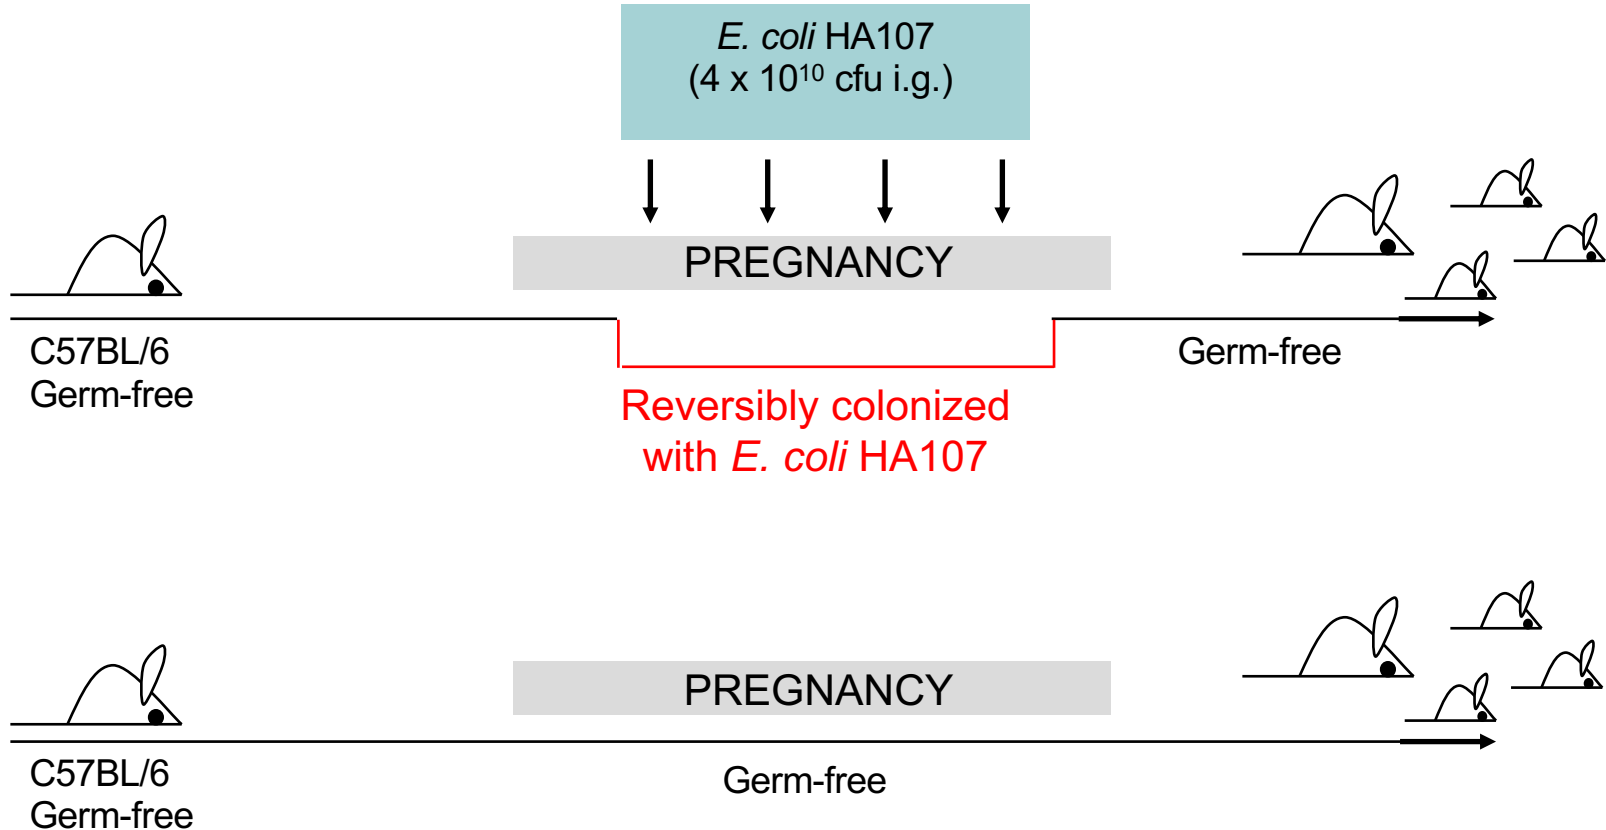 E. coli HA107
(4 x 10¹⁰ cfu i.g.)
PREGNANCY
C57BL/6
Germ-free
Germ-free
Reversibly colonized
with E. coli HA107
PREGNANCY
C57BL/6
Germ-free
Germ-free